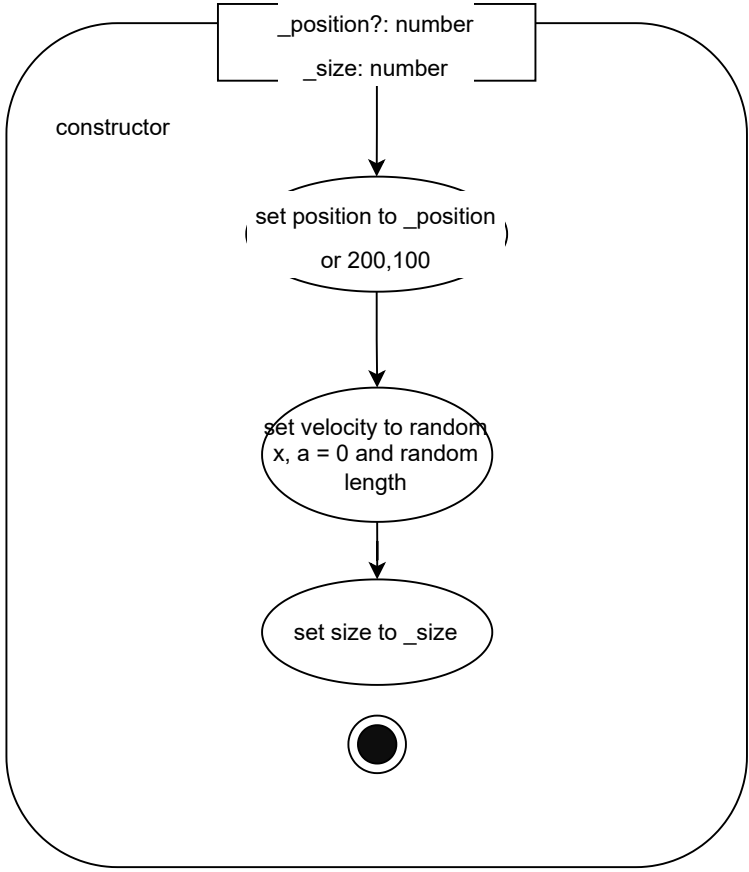 _position?: number
_size: number
constructor
set position to _position
or 200,100
set velocity to random
x, a = 0 and random
length
set size to _size